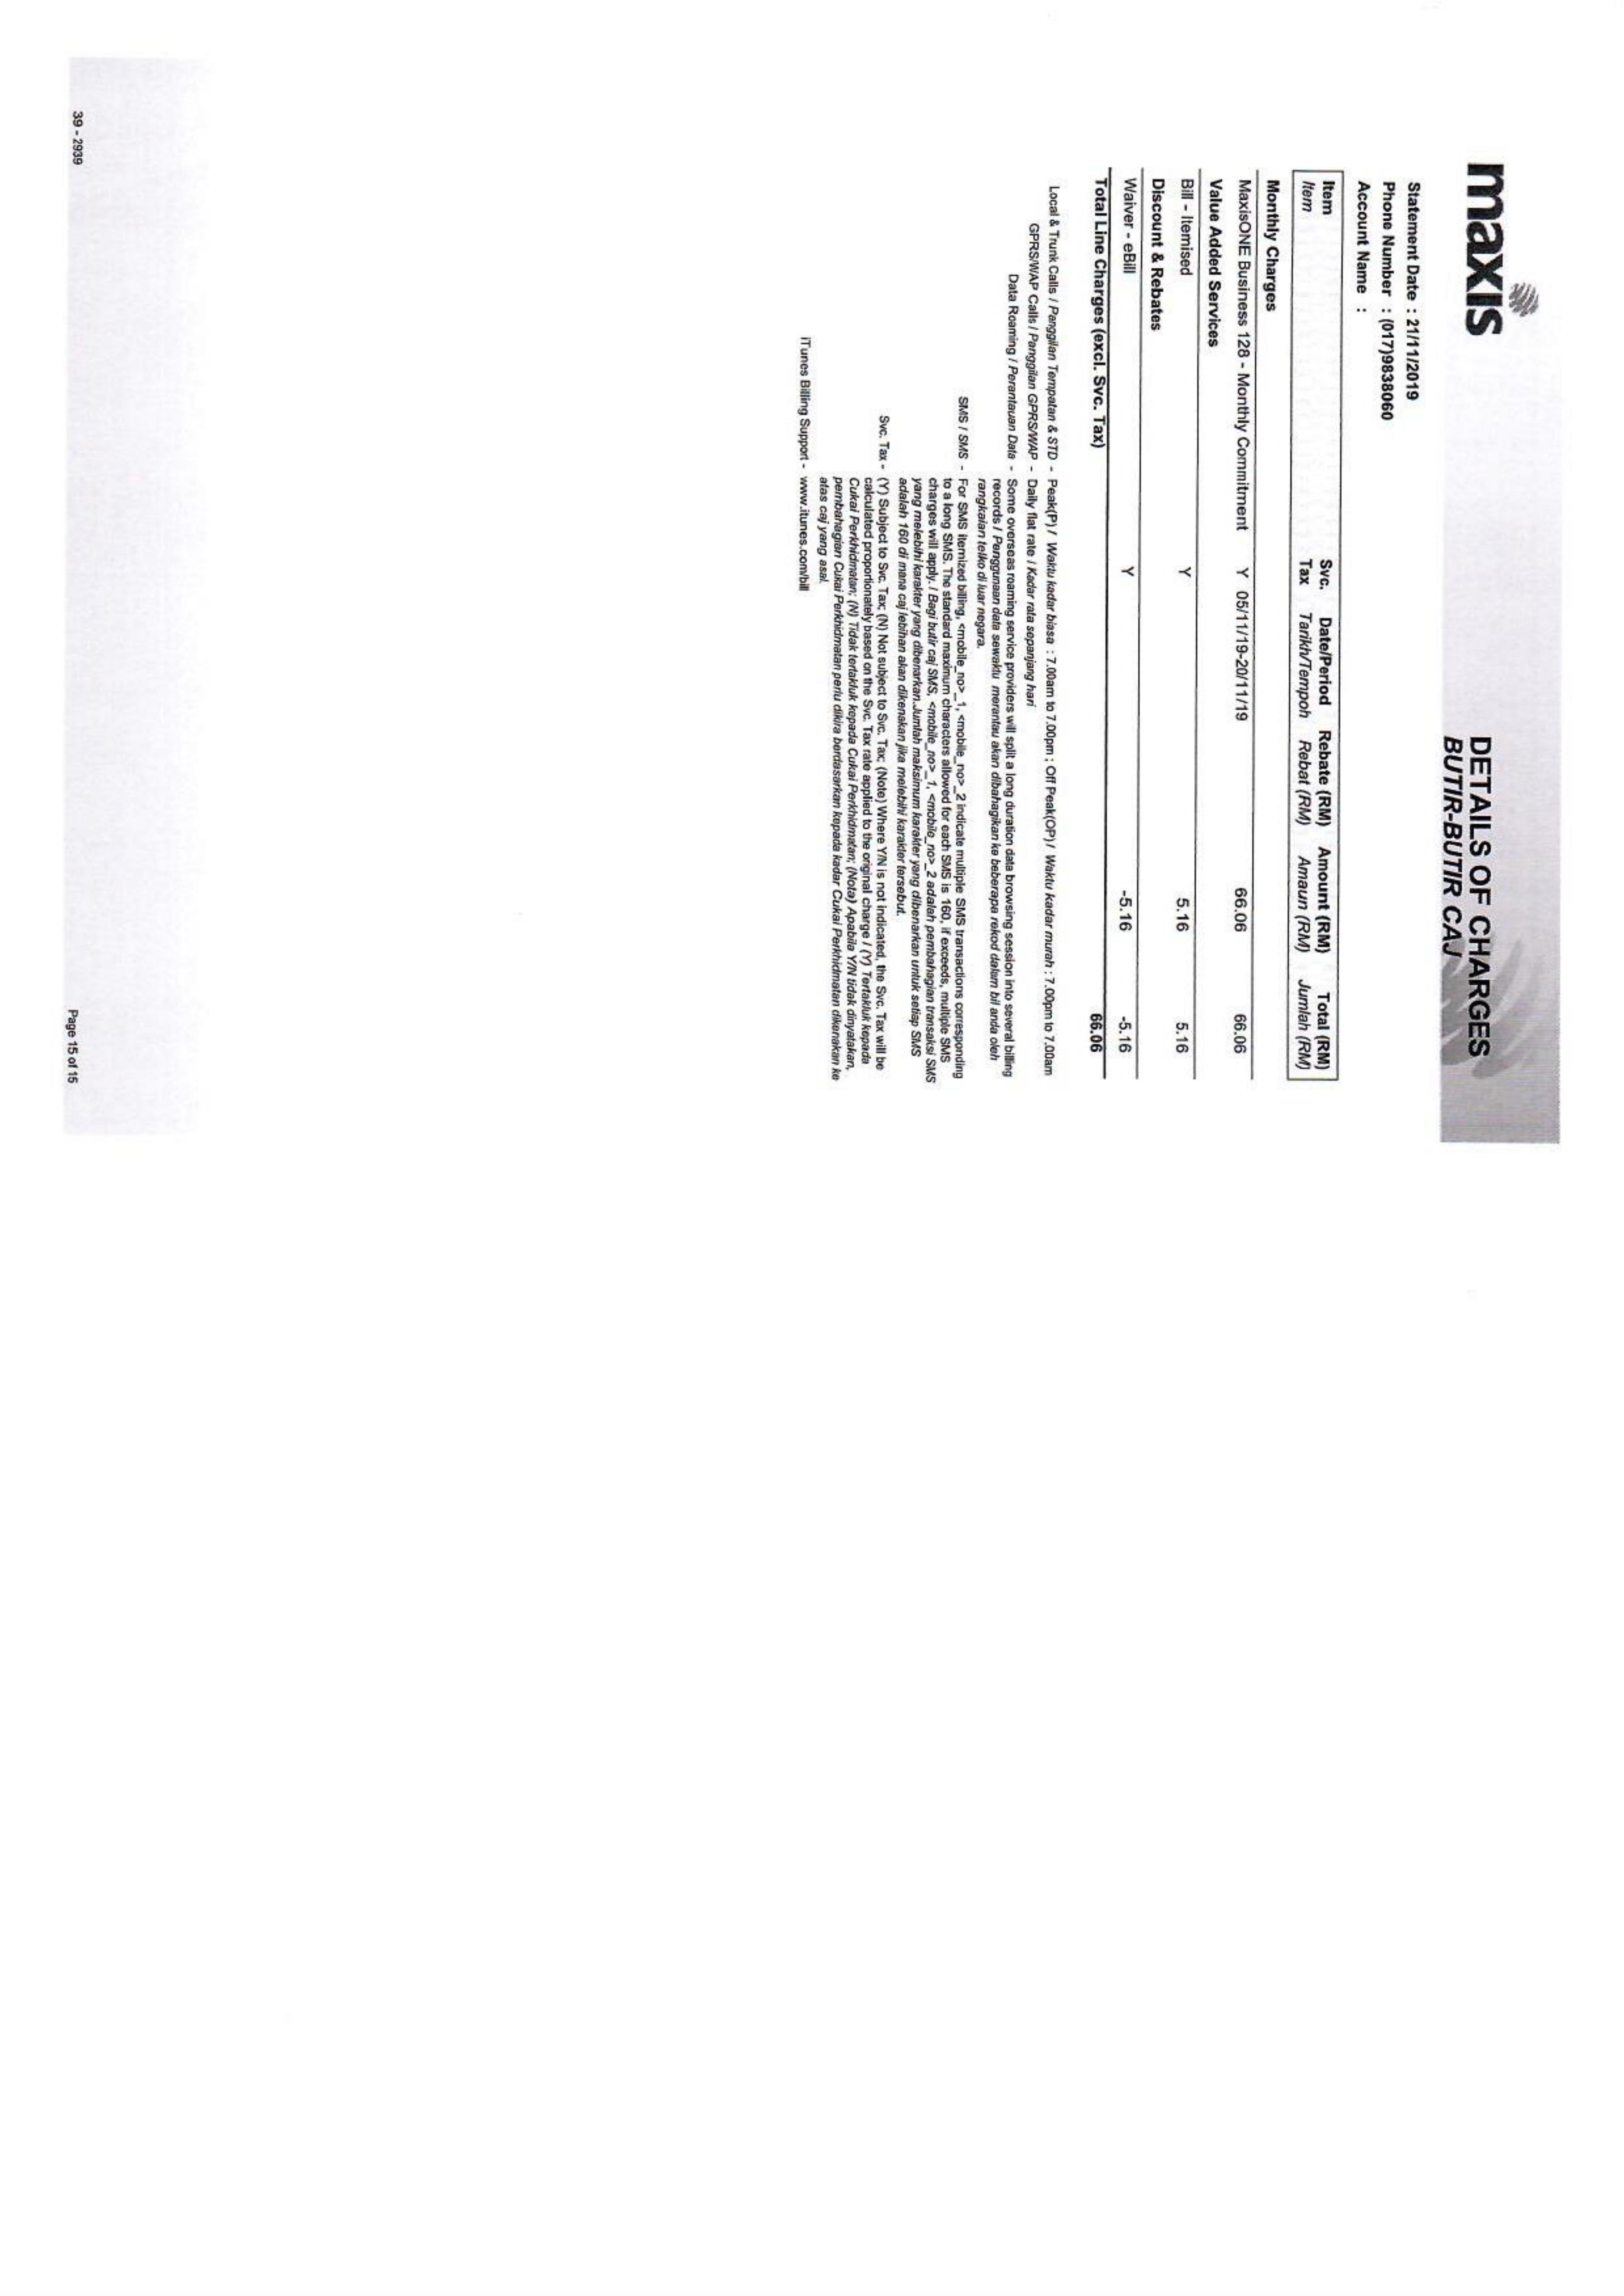 maxis
DETAILS OF CHARGES
BUTIR-BUTIR CAJ
Statement Date : 21/11/2019
Phone Number : (017)9838060
Account Name :
Item Svc. Date/Period Rebate (RM) Amount (RM) Total (RM)
Item Tax Tarikh/Tempoh Rebat (RM) Amaun (RM) Jumlah (RM)
Monthly Charges
MaxisONE Business 128 - Monthly Commitment Y 05/11/19-20/11/19 66.06 66.06
Value Added Services
Bill - Itemised Y 5.16 5.16
Discount & Rebates
Waiver - eBill Y -5.16 -5.16
Total Line Charges (excl. Svc. Tax) 66.06
Local & Trunk Calls / Panggilan Tempatan & STD - Peak(P) / Waktu kadar biasa : 7.00am to 7.00pm ; Off Peak(OP) / Waktu kadar murah : 7.00pm to 7.00am
GPRS/WAP Calls / Panggilan GPRS/WAP - Daily flat rate / Kadar rata sepanjang hari
Data Roaming / Perantauan Data - Some overseas roaming service providers will split a long duration data browsing session into several billing
records / Penggunaan data sewaktu merantau akan dibahagikan ke beberapa rekod dalam bil anda oleh
rangkaian telko di luar negara.
SMS / SMS - For SMS itemized billing, <mobile_no>_1, <mobile_no>_2 indicate multiple SMS transactions corresponding
to a long SMS. The standard maximum characters allowed for each SMS is 160, if exceeds, multiple SMS
charges will apply. / Bagi butir caj SMS, <mobile_no>_1, <mobile_no>_2 adalah pembahagian transaksi SMS
yang melebihi karakter yang dibenarkan.Jumlah maksimum karakter yang dibenarkan untuk setiap SMS
adalah 160 di mana caj lebihan akan dikenakan jika melebihi karakter tersebut.
Svc. Tax - (Y) Subject to Svc. Tax; (N) Not subject to Svc. Tax; (Note) Where Y/N is not indicated, the Svc. Tax will be
calculated proportionately based on the Svc. Tax rate applied to the original charge / (Y) Tertakluk kepada
Cukai Perkhidmatan; (N) Tidak tertakluk kepada Cukai Perkhidmatan; (Nota) Apabila Y/N tidak dinyatakan,
pembahagian Cukai Perkhidmatan perlu dikira berdasarkan kepada kadar Cukai Perkhidmatan dikenakan ke
atas caj yang asal.
iTunes Billing Support - www.itunes.com/bill
39 - 2939 Page 15 of 15